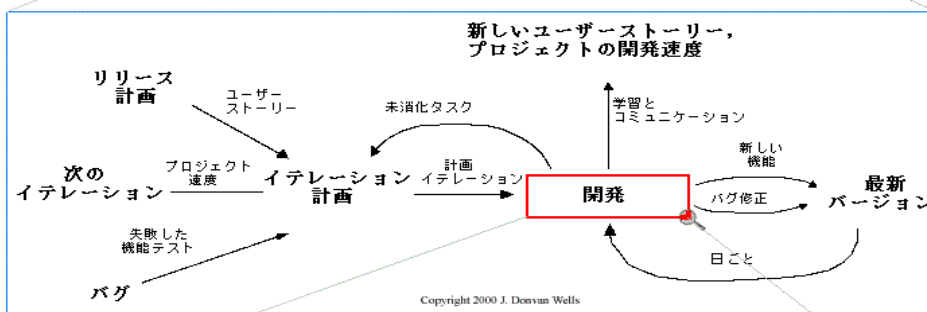 新しいユーザーストーリー,
プロジェクトの開発速度
リリース
計画
ユーザー
ストーリー
未消化タスク
学習と
コミュニケーション
新しい
機能
次の
イテレーション
プロジェクト
速度
イテレーション
計画
計画
イテレーション
開発
バグ修正
最新
バージョン
失敗した
機能テスト
日ごと
バグ
Copyright 2000 J. Donvan Wells